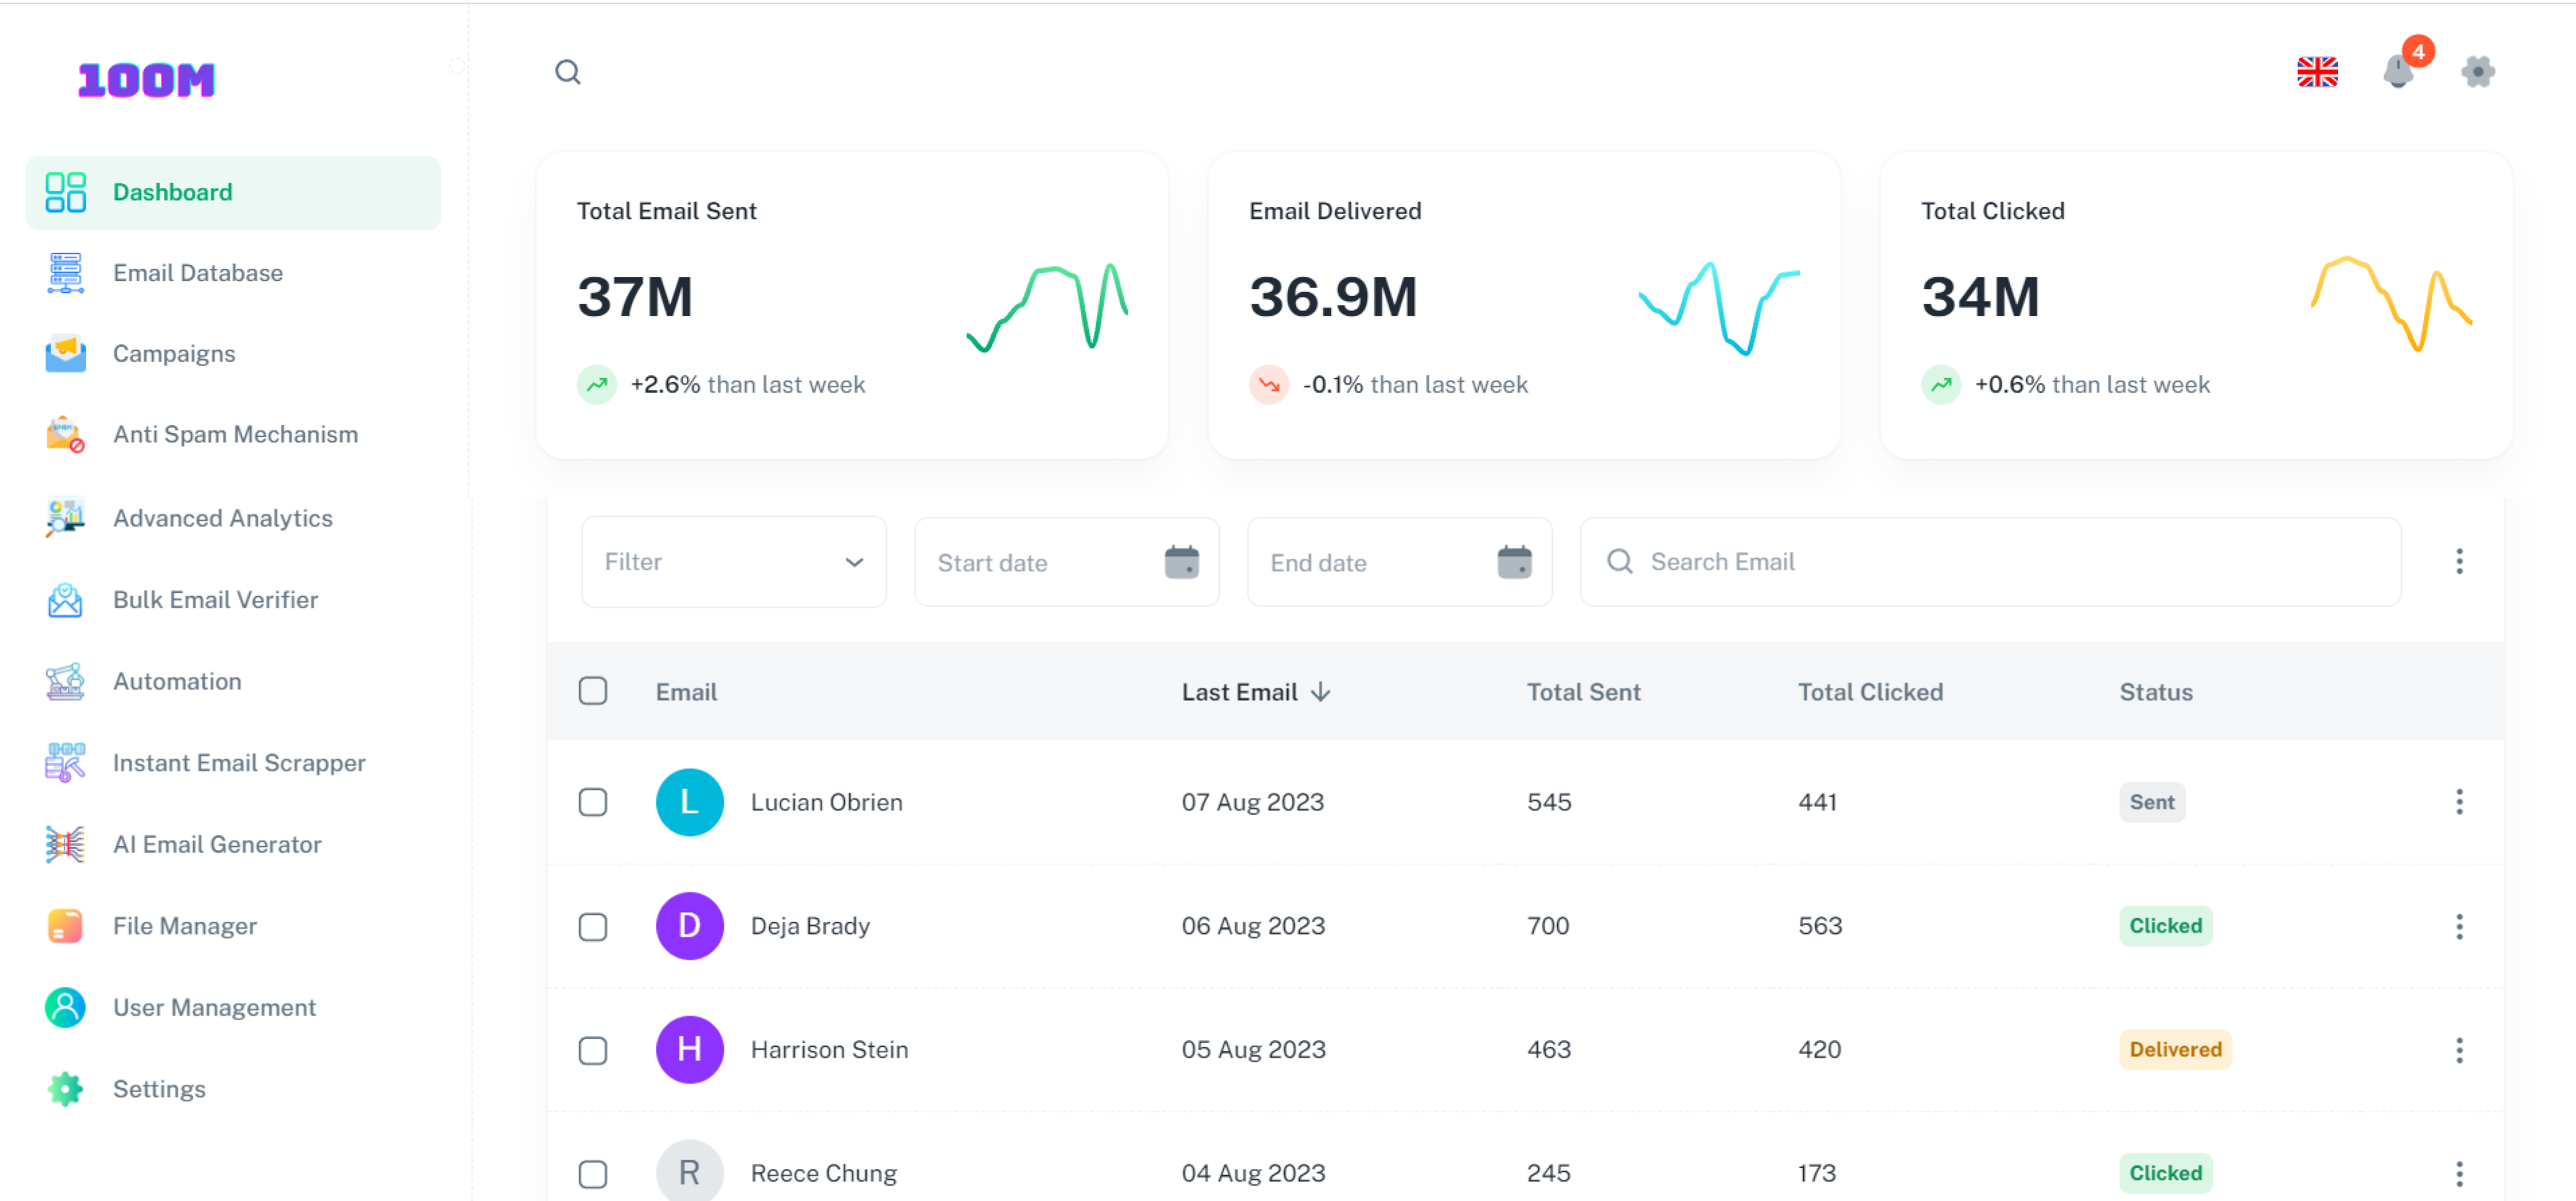 100M
4
Dashboard
Email Database
Campaigns
Anti Spam Mechanism
Advanced Analytics
Bulk Email Verifier
Automation
Instant Email Scrapper
AI Email Generator
File Manager
User Management
Settings
Total Email Sent
37M
+2.6% than last week
Email Delivered
36.9M
-0.1% than last week
Total Clicked
34M
+0.6% than last week
Filter
Start date
End date
Search Email
Email Last Email Total Sent Total Clicked Status
L Lucian Obrien 07 Aug 2023 545 441 Sent
D Deja Brady 06 Aug 2023 700 563 Clicked
H Harrison Stein 05 Aug 2023 463 420 Delivered
R Reece Chung 04 Aug 2023 245 173 Clicked